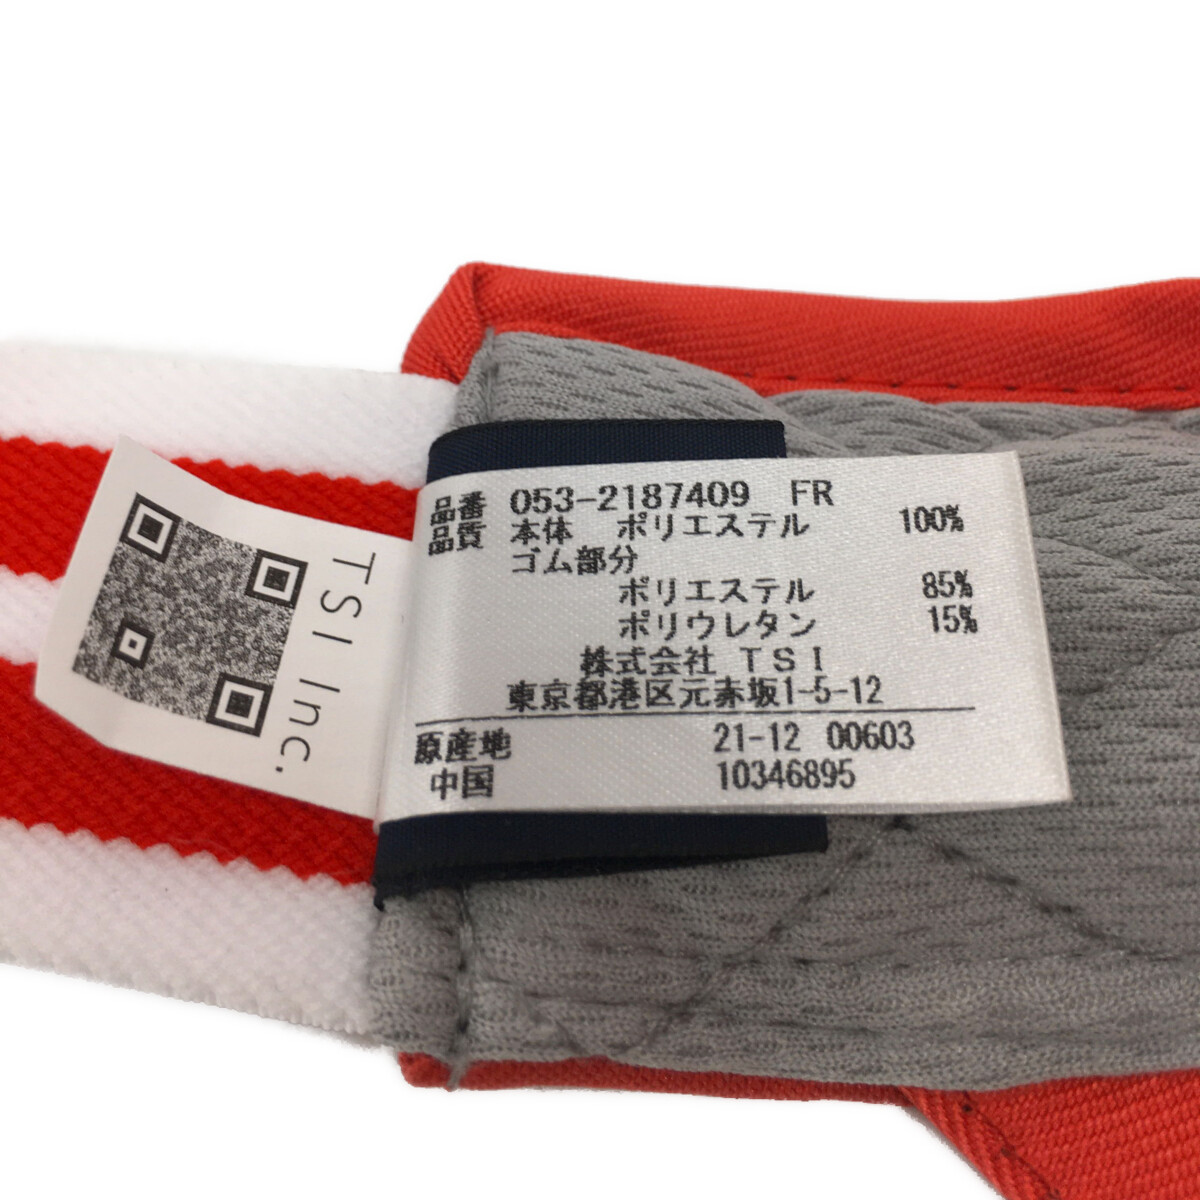 品番 053-2187409 FR
品質 本体 ポリエステル 100%
ゴム部分
ポリエステル 85%
ポリウレタン 15%
株式会社 TSI
東京都港区元赤坂1-5-12
原産地 21-12 00603
中国 10346895
TSI Inc.